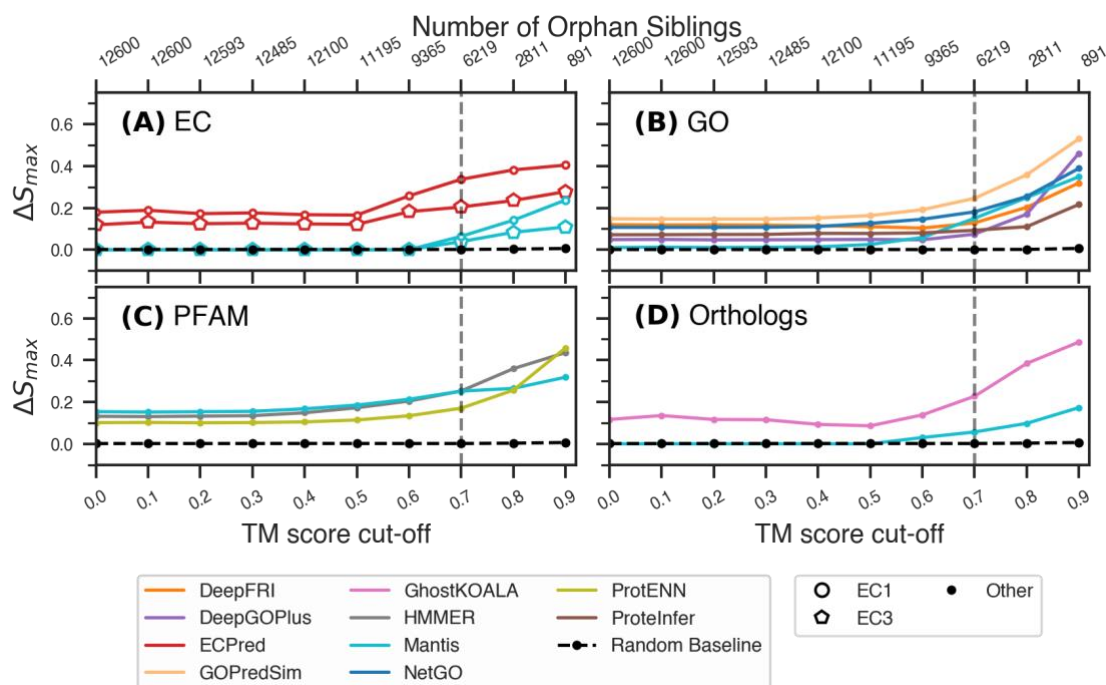 Number of Orphan Siblings
12600 12600 12593 12485 12100 11195 9365 6219 2811 891 12600 12600 12593 12485 12100 11195 9365 6219 2811 891
(A) EC (B) GO
0.6
0.4
0.2
0.0
ΔSmax
(C) PFAM (D) Orthologs
0.6
0.4
0.2
0.0
ΔSmax
0.0 0.1 0.2 0.3 0.4 0.5 0.6 0.7 0.8 0.9 0.0 0.1 0.2 0.3 0.4 0.5 0.6 0.7 0.8 0.9
TM score cut-off TM score cut-off
DeepFRI GhostKOALA ProtENN EC1 Other
DeepGOPlus HMMER ProteInfer EC3
ECPred Mantis Random Baseline
GOPredSim NetGO